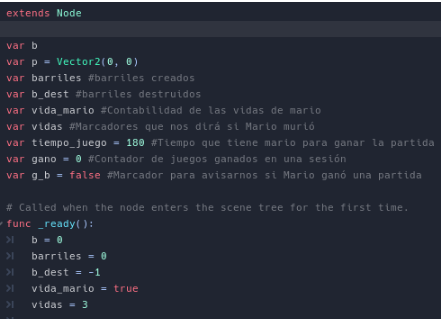 extends Node
var b
var p = Vector2(0, 0)
var barriles #barriles creados
var b_dest #barriles destruidos
var vida_mario #Contabilidad de las vidas de mario
var vidas #Marcadores que nos dirá si Mario murió
var tiempo_juego = 180 #Tiempo que tiene mario para ganar la partida
var gano = 0 #Contador de juegos ganados en una sesión
var g_b = false #Marcador para avisarnos si Mario ganó una partida
# Called when the node enters the scene tree for the first time.
func _ready():
b = 0
barriles = 0
b_dest = -1
vida_mario = true
vidas = 3